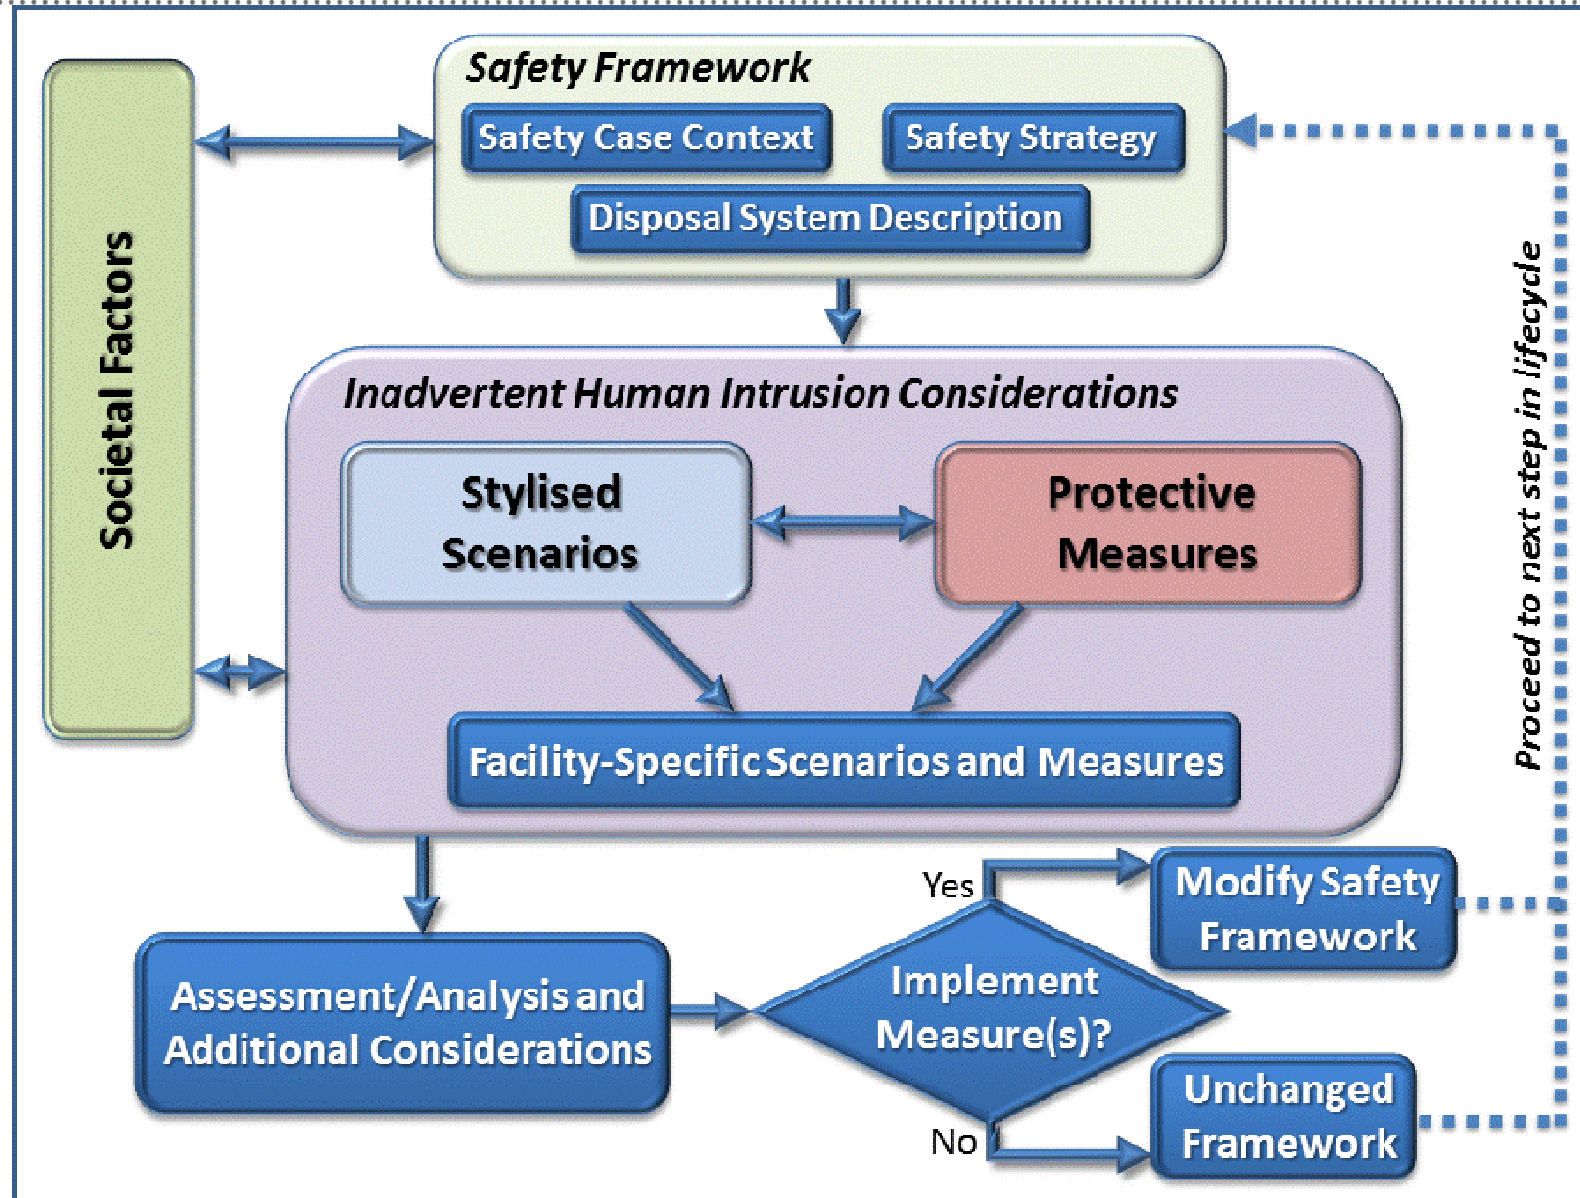 Safety Framework
Safety Case Context
Safety Strategy
Disposal System Description
Societal Factors
Inadvertent Human Intrusion Considerations
Stylised
Scenarios
Protective
Measures
Facility-Specific Scenarios and Measures
Proceed to next step in lifecycle
Assessment/Analysis and
Additional Considerations
Implement
Measure(s)?
Yes
Modify Safety
Framework
No
Unchanged
Framework